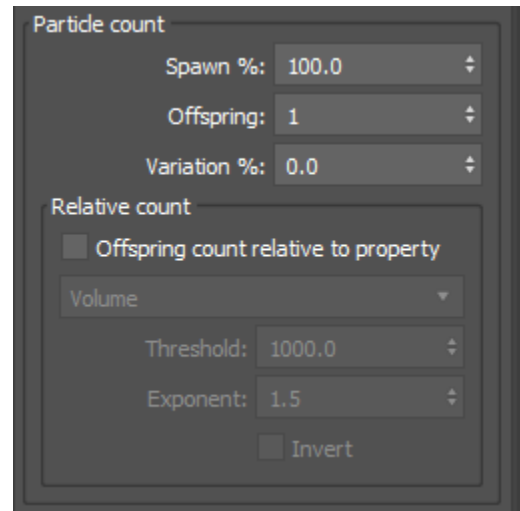 Particle count
Spawn %: 100.0
Offspring: 1
Variation %: 0.0
Relative count
Offspring count relative to property
Volume
Threshold: 1000.0
Exponent: 1.5
Invert